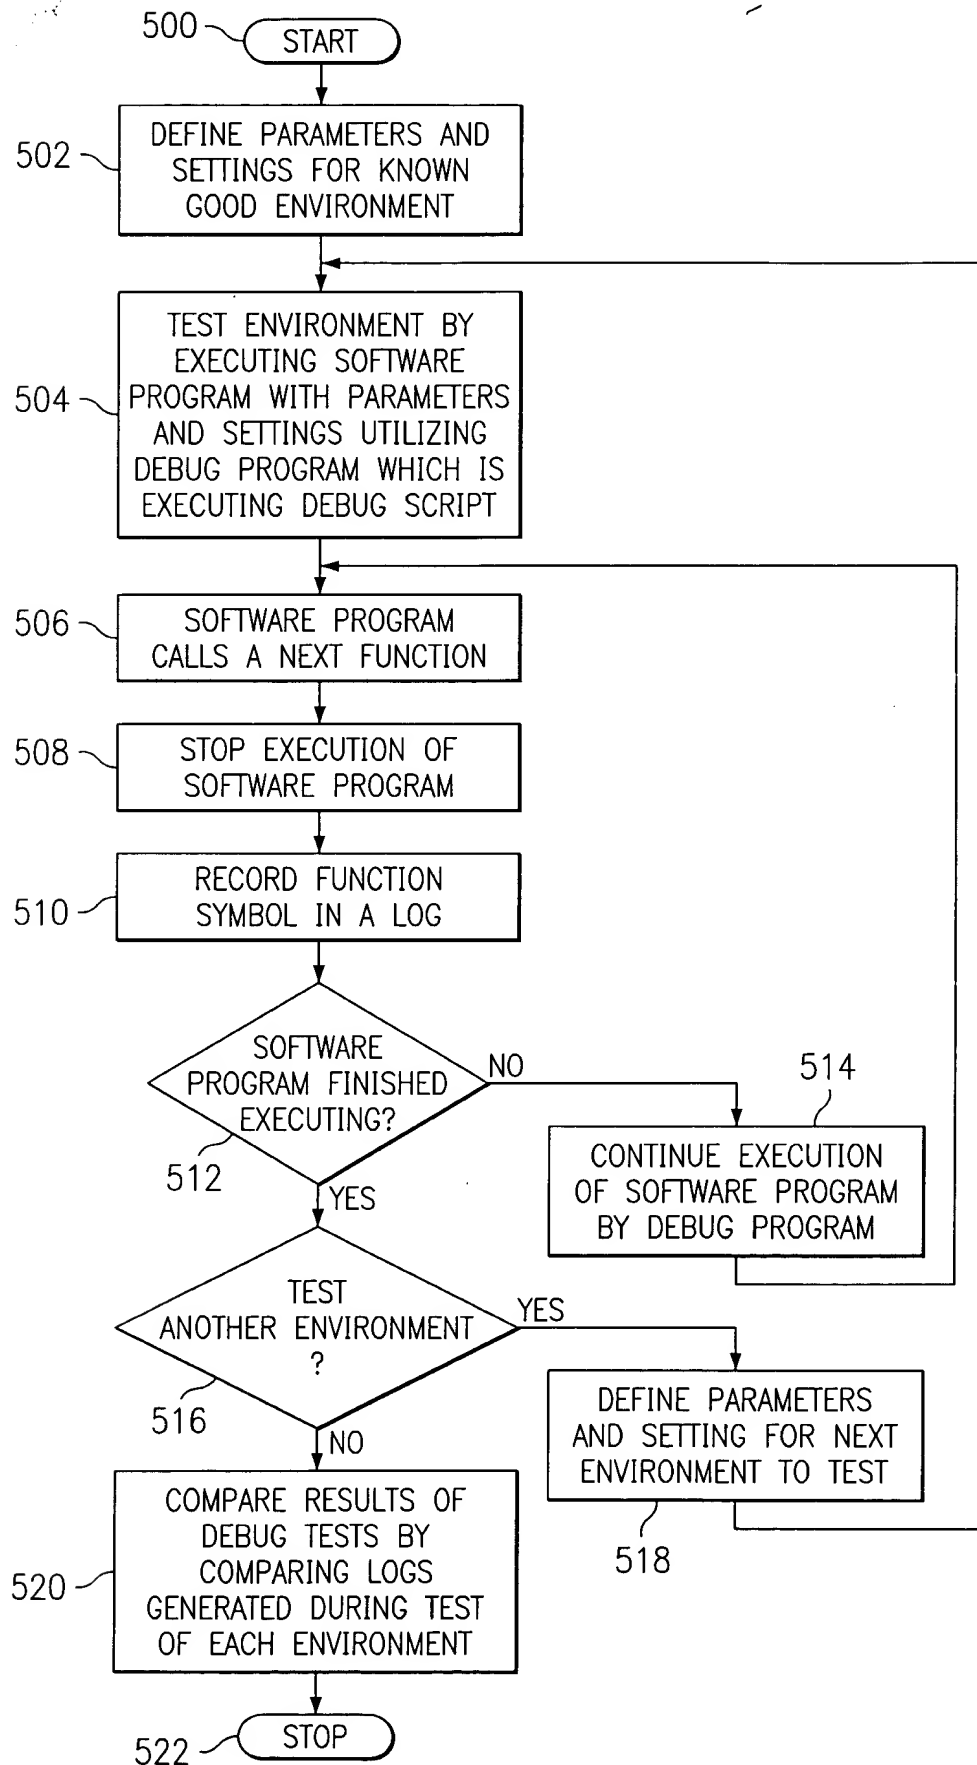 500
START
502
DEFINE PARAMETERS AND
SETTINGS FOR KNOWN
GOOD ENVIRONMENT
504
TEST ENVIRONMENT BY
EXECUTING SOFTWARE
PROGRAM WITH PARAMETERS
AND SETTINGS UTILIZING
DEBUG PROGRAM WHICH IS
EXECUTING DEBUG SCRIPT
506
SOFTWARE PROGRAM
CALLS A NEXT FUNCTION
508
STOP EXECUTION OF
SOFTWARE PROGRAM
510
RECORD FUNCTION
SYMBOL IN A LOG
SOFTWARE
PROGRAM FINISHED
EXECUTING?
512
NO
YES
514
CONTINUE EXECUTION
OF SOFTWARE PROGRAM
BY DEBUG PROGRAM
TEST
ANOTHER ENVIRONMENT
?
516
YES
NO
DEFINE PARAMETERS
AND SETTING FOR NEXT
ENVIRONMENT TO TEST
518
520
COMPARE RESULTS OF
DEBUG TESTS BY
COMPARING LOGS
GENERATED DURING TEST
OF EACH ENVIRONMENT
522
STOP